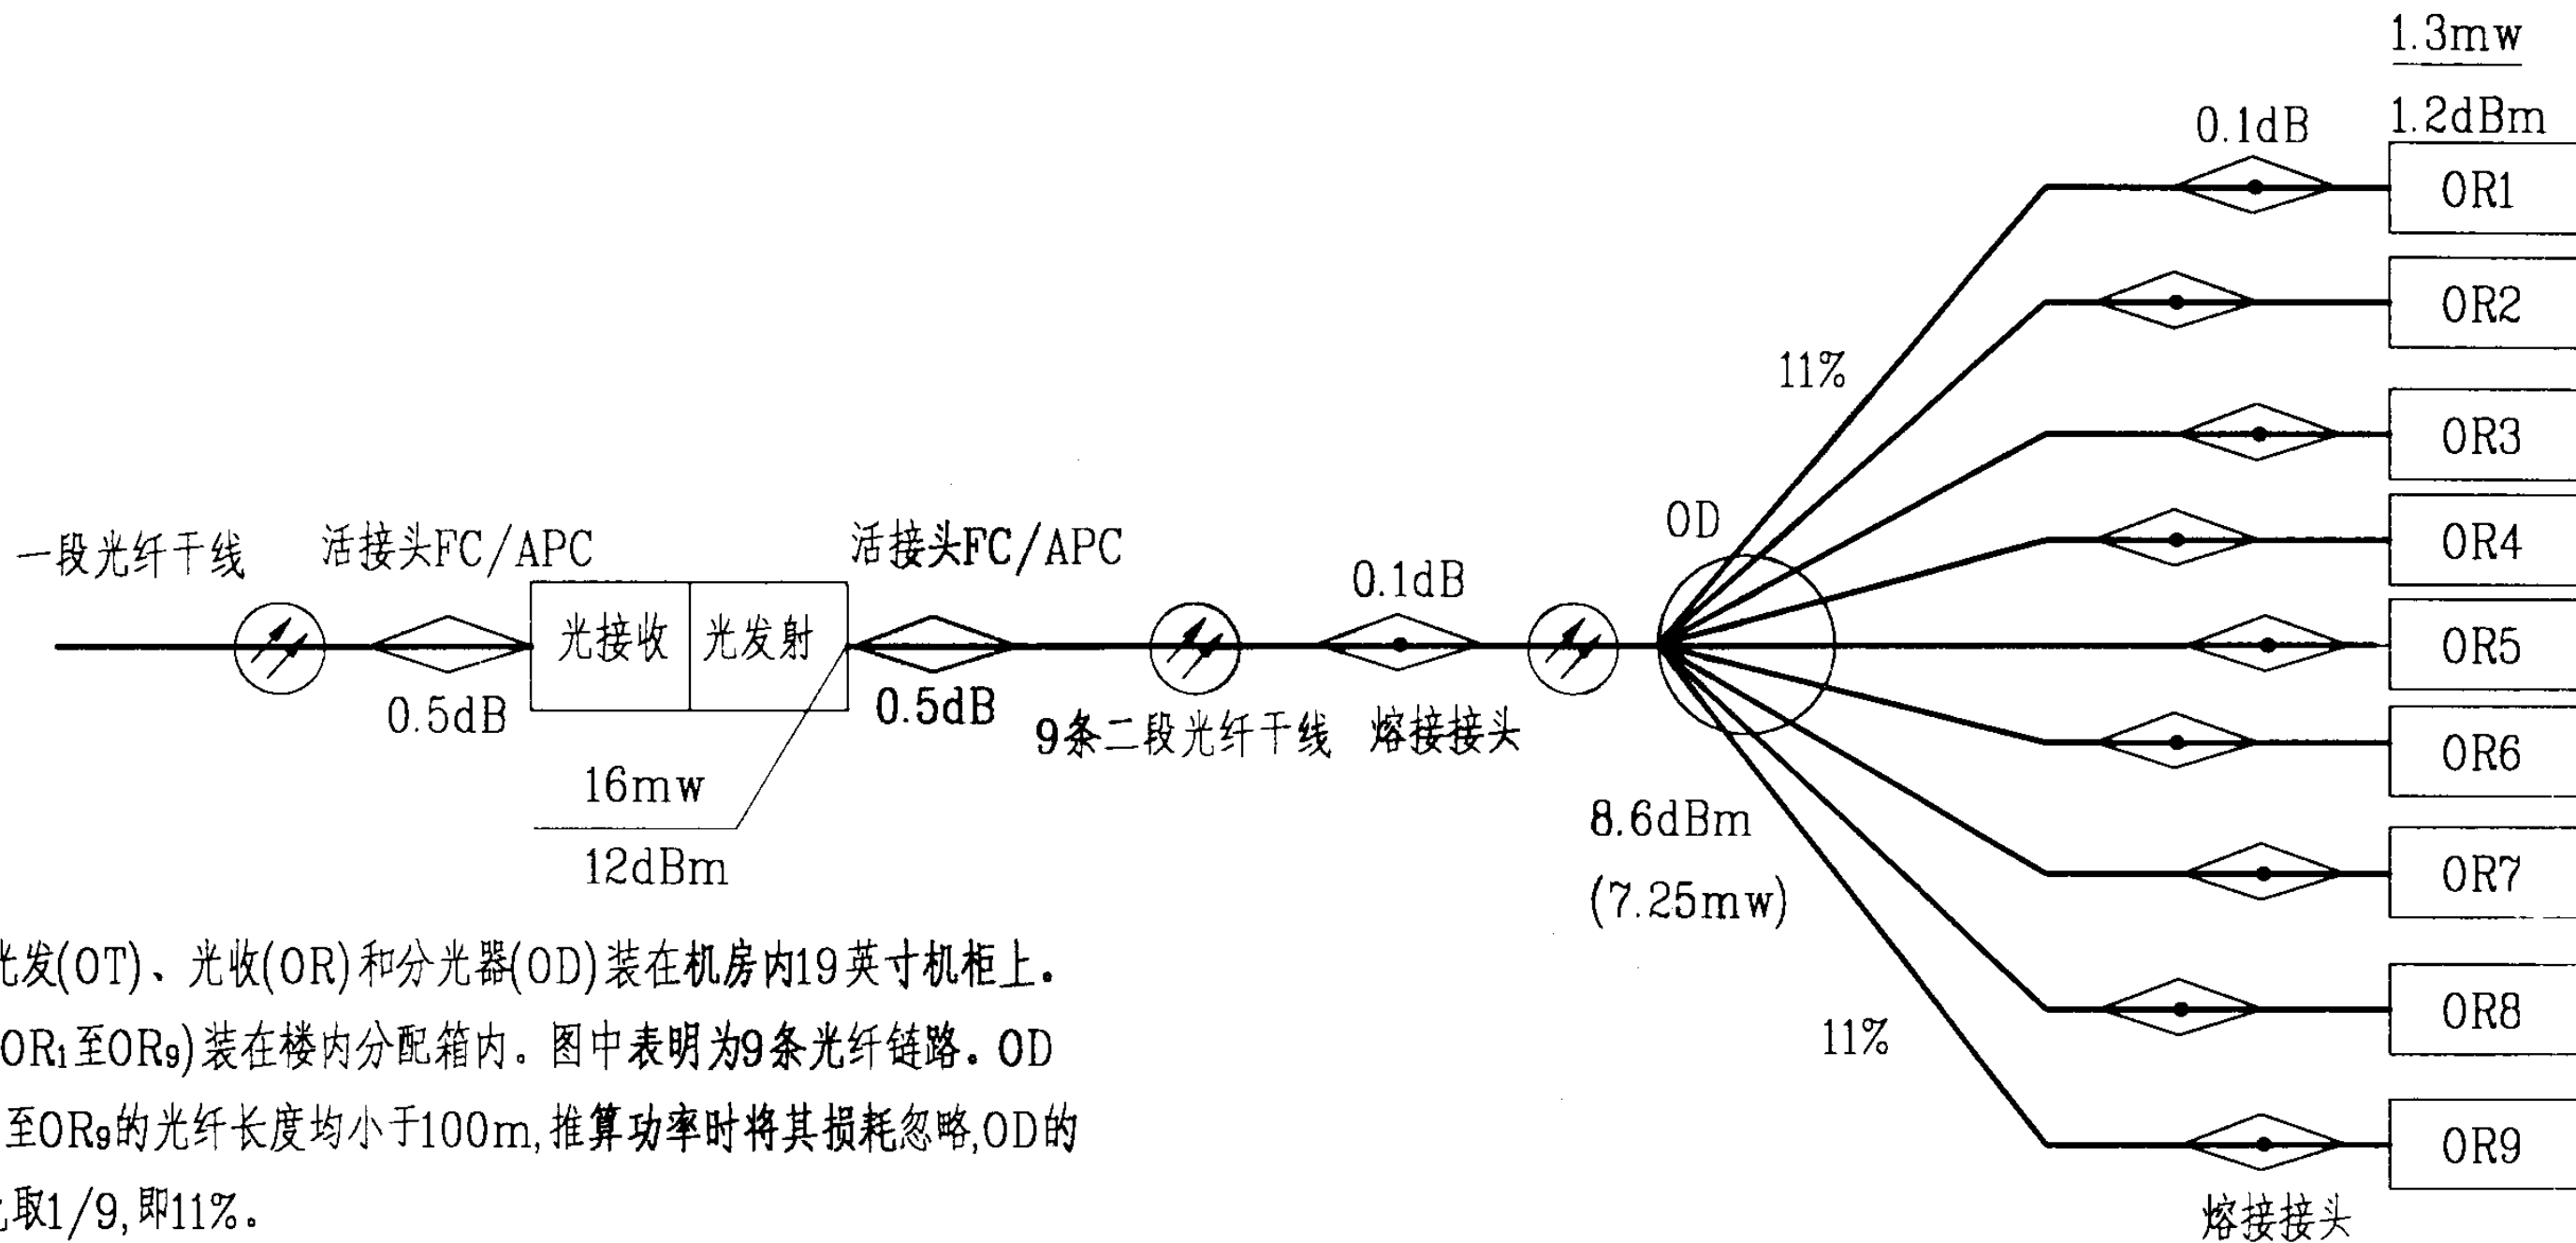 1.3mw
1.2dBm
0.1dB
OR1
OR2
11%
OR3
OD
OR4
一段光纤干线
活接头FC/APC
活接头FC/APC
0.1dB
光接收
光发射
OR5
0.5dB
0.5dB
9条二段光纤干线
熔接接头
OR6
16mw
12dBm
8.6dBm
(7.25mw)
OR7
光发(OT)、光收(OR)和分光器(OD)装在机房内19英寸机柜上。
OR8
(OR₁至OR₉)装在楼内分配箱内。图中表明为9条光纤链路。OD
11%
至OR₉的光纤长度均小于100m,推算功率时将其损耗忽略,OD的
OR9
取1/9,即11%。
熔接接头